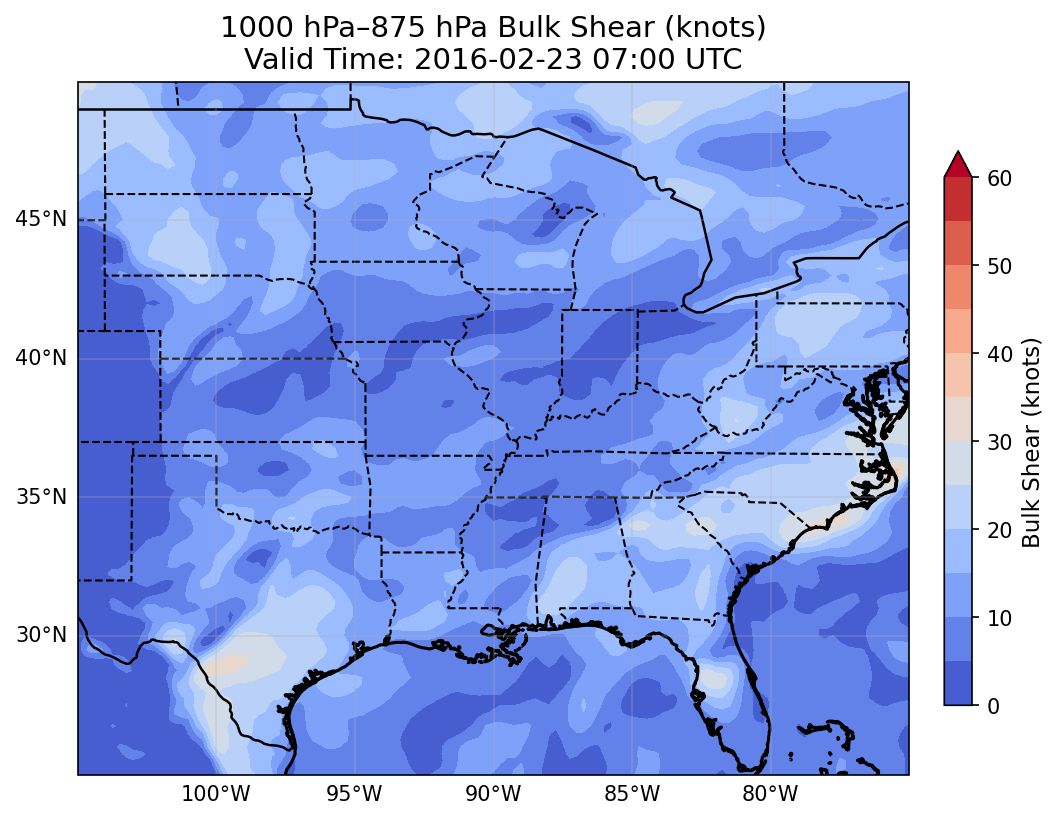 1000 hPa–875 hPa Bulk Shear (knots)
Valid Time: 2016-02-23 07:00 UTC
45°N
40°N
35°N
30°N
100°W
95°W
90°W
85°W
80°W
60
50
40
30
20
10
0
Bulk Shear (knots)